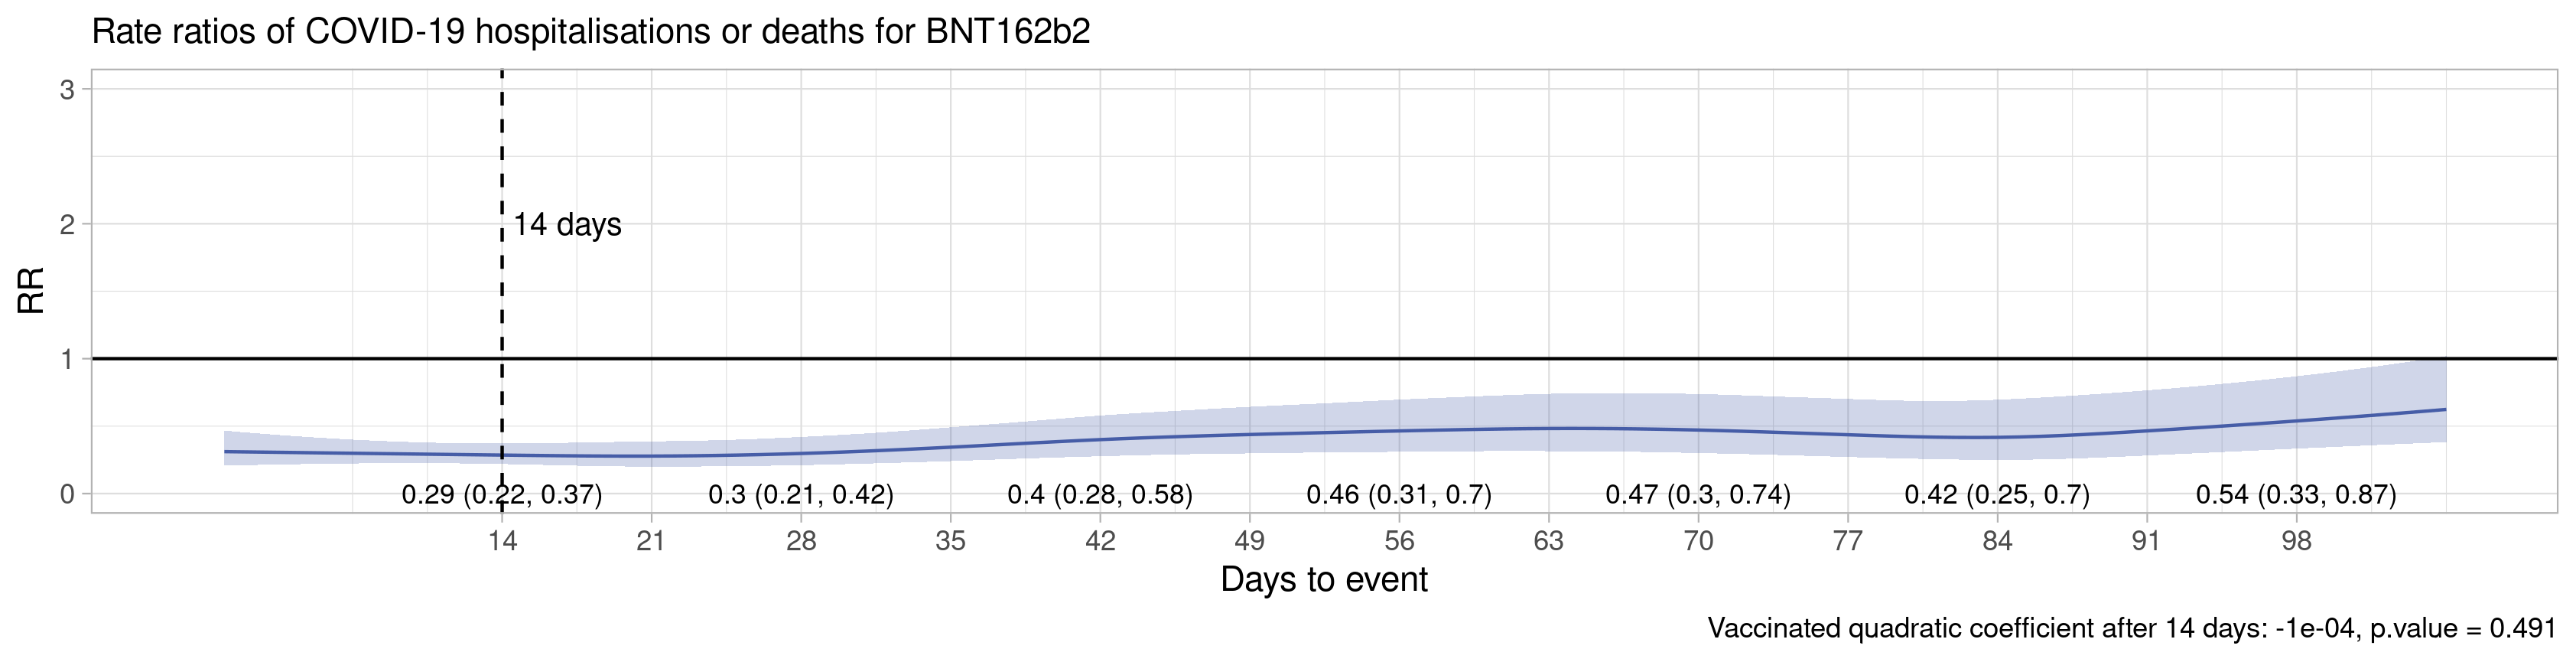 Rate ratios of COVID-19 hospitalisations or deaths for BNT162b2
3
2
1
0
RR
14 days
0.29 (0.22, 0.37) 0.3 (0.21, 0.42) 0.4 (0.28, 0.58) 0.46 (0.31, 0.7) 0.47 (0.3, 0.74) 0.42 (0.25, 0.7) 0.54 (0.33, 0.87)
14 21 28 35 42 49 56 63 70 77 84 91 98
Days to event
Vaccinated quadratic coefficient after 14 days: -1e-04, p.value = 0.491